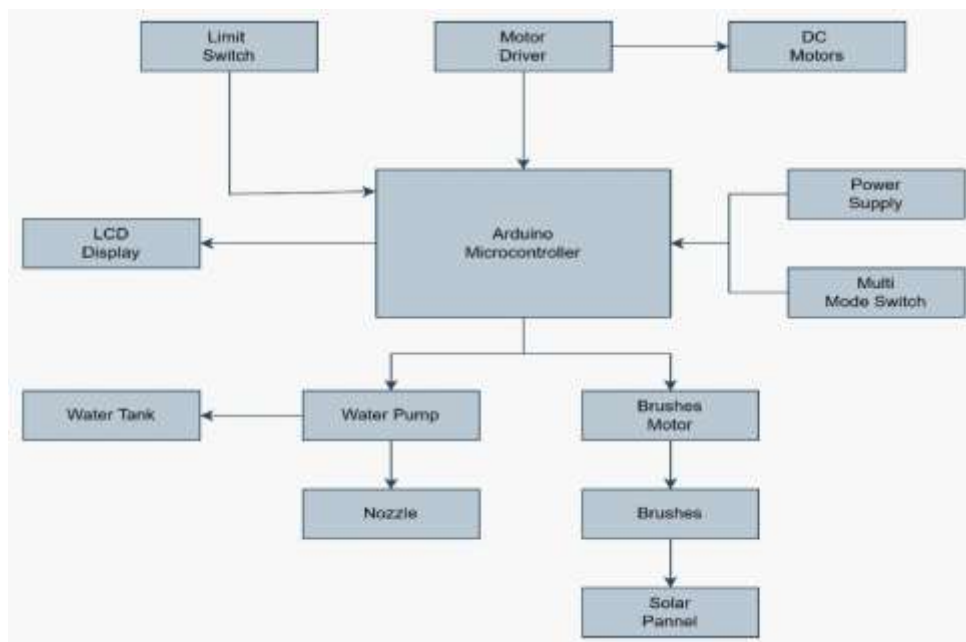 Limit
Switch
Motor
Driver
DC
Motors
Power
Supply
Arduino
Microcontroller
LCD
Display
Multi
Mode Switch
Water Tank
Water Pump
Brushes
Motor
Nozzle
Brushes
Solar
Pannel